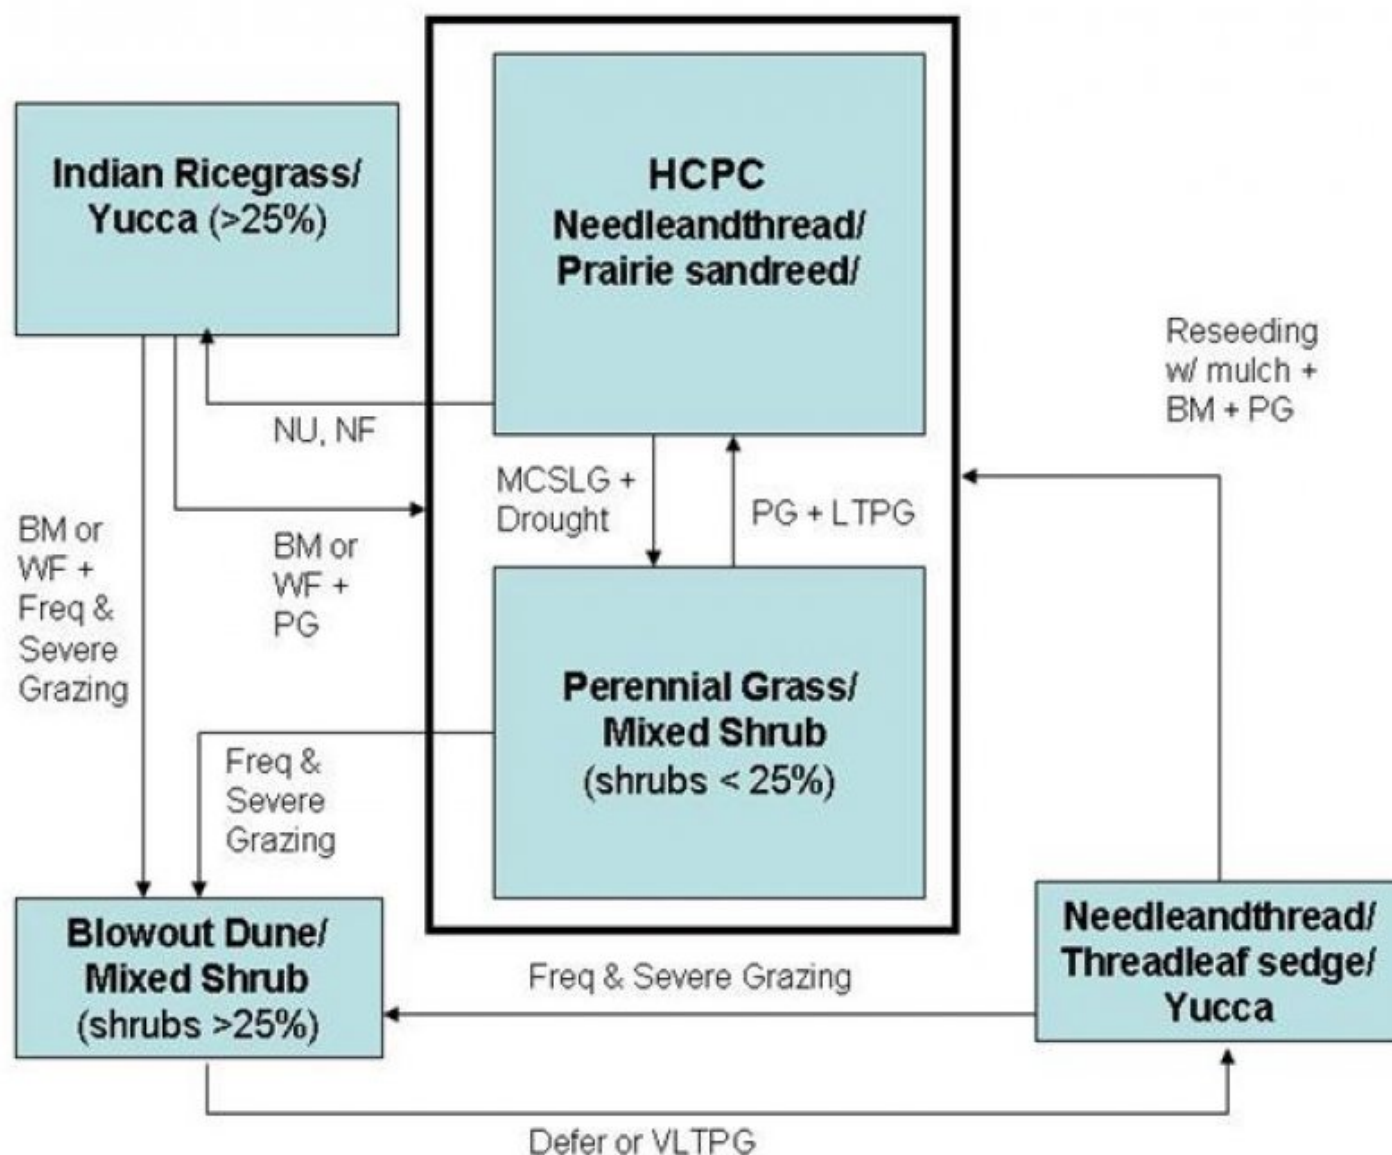 Indian Ricegrass/
Yucca (>25%)
HCPC
Needleandthread/
Prairie sandreed/
Reseeding
w/ mulch +
BM + PG
NU, NF
MCSLG +
Drought
PG + LTPG
BM or
WF +
Freq &
Severe
Grazing
BM or
WF +
PG
Perennial Grass/
Mixed Shrub
(shrubs < 25%)
Freq &
Severe
Grazing
Blowout Dune/
Mixed Shrub
(shrubs >25%)
Needleandthread/
Threadleaf sedge/
Yucca
Freq & Severe Grazing
Defer or VLTPG